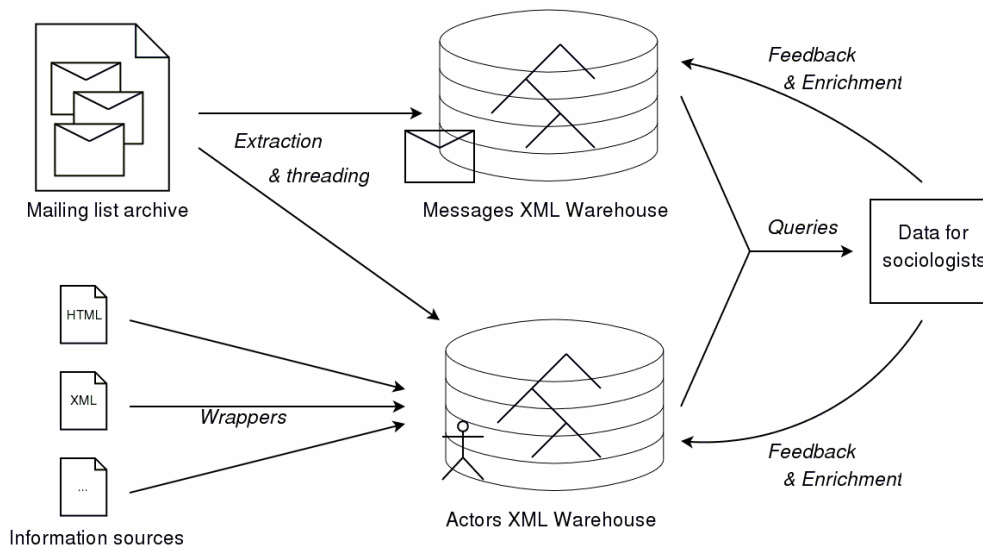 Feedback
& Enrichment
Extraction
& threading
Mailing list archive
Messages XML Warehouse
Queries
Data for
sociologists
HTML
XML
Wrappers
...
Feedback
& Enrichment
Actors XML Warehouse
Information sources